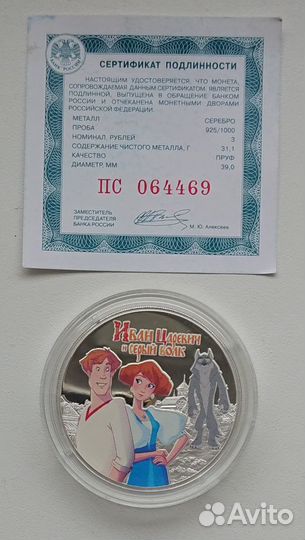 СЕРТИФИКАТ ПОДЛИННОСТИ
НАСТОЯЩИМ УДОСТОВЕРЯЕТСЯ, ЧТО МОНЕТА,
СОПРОВОЖДАЕМАЯ ДАННЫМ СЕРТИФИКАТОМ, ЯВЛЯЕТСЯ
ПОДЛИННОЙ, ВЫПУЩЕНА В ОБРАЩЕНИЕ БАНКОМ
РОССИИ И ОТЧЕКАНЕНА МОНЕТНЫМИ ДВОРАМИ
РОССИЙСКОЙ ФЕДЕРАЦИИ.
МЕТАЛЛ СЕРЕБРО
ПРОБА 925/1000
НОМИНАЛ, РУБЛЕЙ 3
СОДЕРЖАНИЕ ЧИСТОГО МЕТАЛЛА, Г 31,1
КАЧЕСТВО ПРУФ
ДИАМЕТР, ММ 39,0
ПС 064469
ЗАМЕСТИТЕЛЬ
ПРЕДСЕДАТЕЛЯ
БАНКА РОССИИ М. Ю. Алексеев
Иван Царевич
и серый волк
Avito